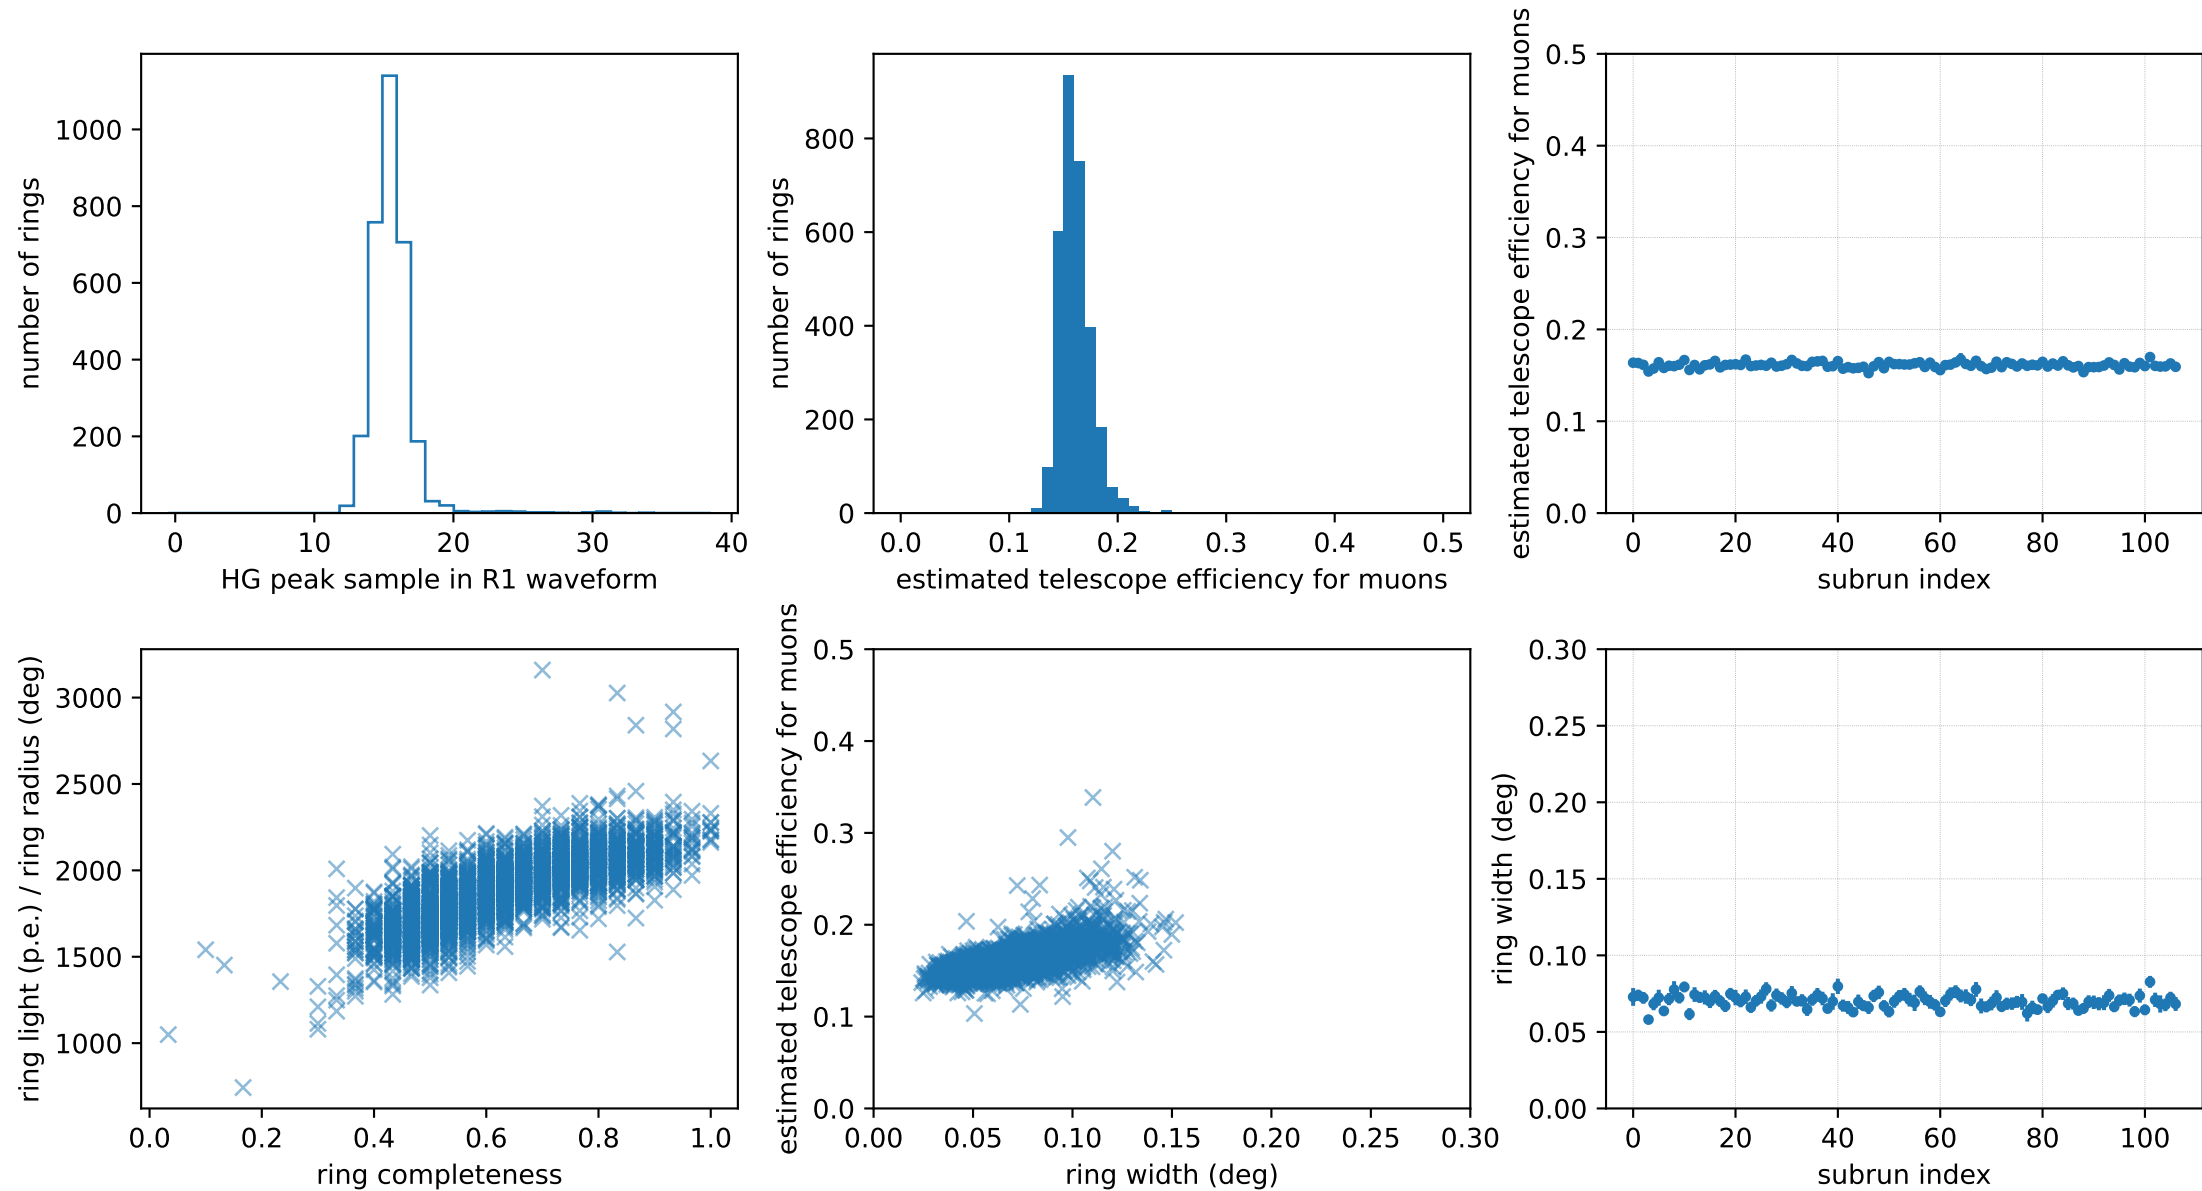 number of rings
1000
800
600
400
200
0
0 10 20 30 40
HG peak sample in R1 waveform
number of rings
800
600
400
200
0
0.0 0.1 0.2 0.3 0.4 0.5
estimated telescope efficiency for muons
estimated telescope efficiency for muons
0.5
0.4
0.3
0.2
0.1
0.0
0 20 40 60 80 100
subrun index
ring light (p.e.) / ring radius (deg)
3000
2500
2000
1500
1000
0.0 0.2 0.4 0.6 0.8 1.0
ring completeness
estimated telescope efficiency for muons
0.5
0.4
0.3
0.2
0.1
0.0
0.00 0.05 0.10 0.15 0.20 0.25 0.30
ring width (deg)
ring width (deg)
0.30
0.25
0.20
0.15
0.10
0.05
0.00
0 20 40 60 80 100
subrun index